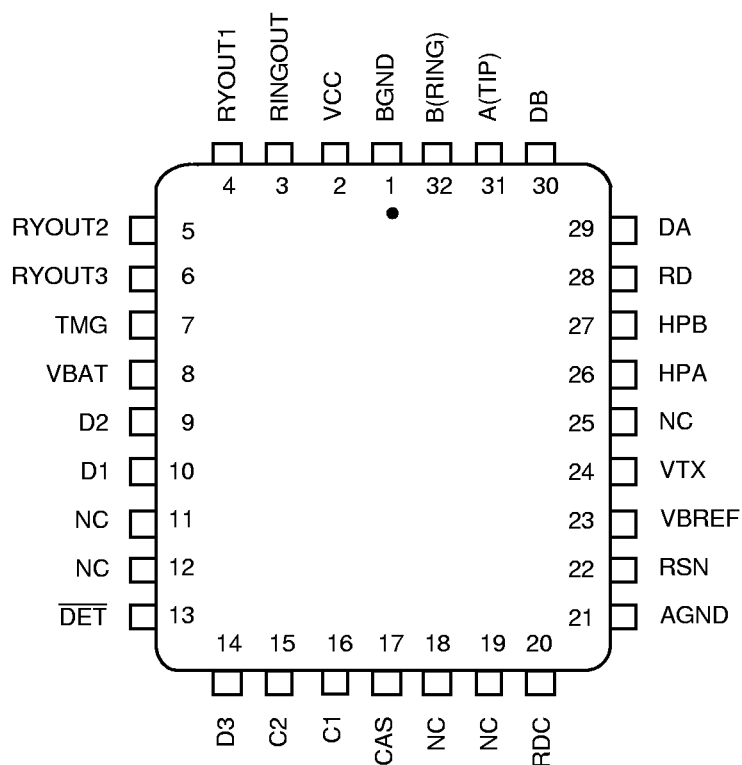 RYOUT1
RINGOUT
VCC
BGND
B(RING)
A(TIP)
DB
4 3 2 1 32 31 30
RYOUT2 5 29 DA
RYOUT3 6 28 RD
TMG 7 27 HPB
VBAT 8 26 HPA
D2 9 25 NC
D1 10 24 VTX
NC 11 23 VBREF
NC 12 22 RSN
D̅E̅T̅ 13 21 AGND
14 15 16 17 18 19 20
D3
C2
C1
CAS
NC
NC
RDC